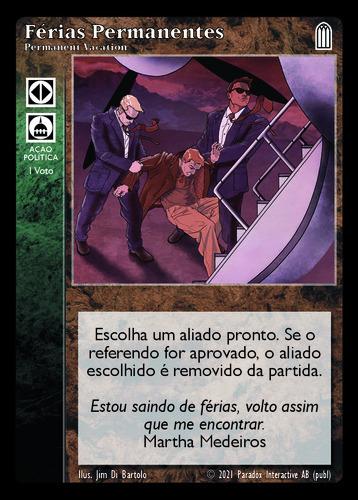 Férias Permanentes
Permanent Vacation
AÇÃO
POLÍTICA
1 Voto
Escolha um aliado pronto. Se o
referendo for aprovado, o aliado
escolhido é removido da partida.
Estou saindo de férias, volto assim
que me encontrar.
Martha Medeiros
Ilus. Jim Di Bartolo
© 2021 Paradox Interactive AB (publ)